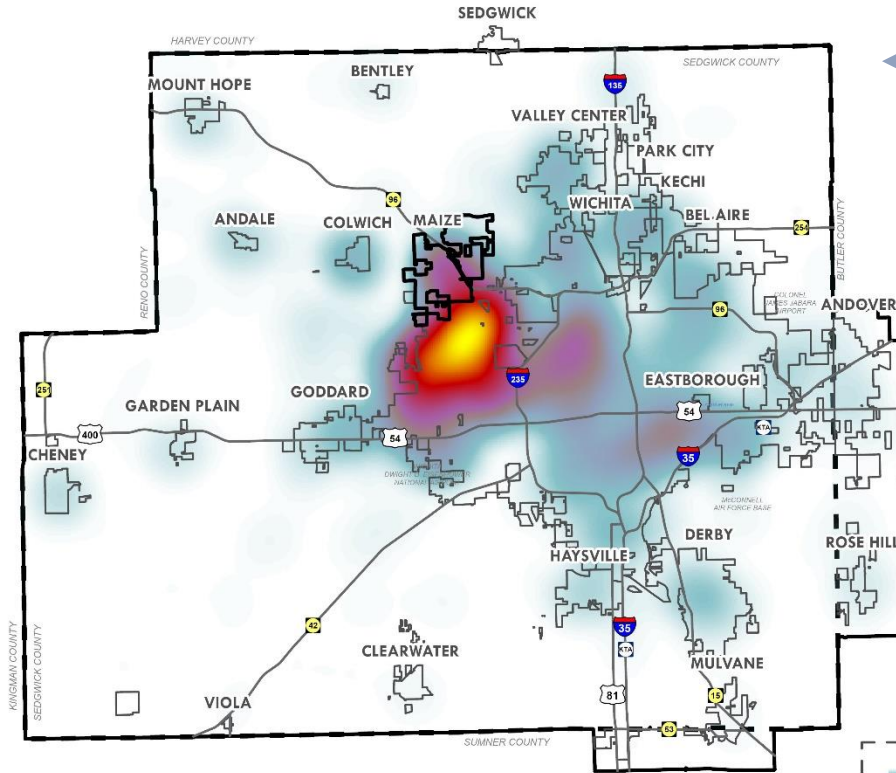 SEDGWICK
HARVEY COUNTY
SEDGWICK COUNTY
BENTLEY
MOUNT HOPE
135
VALLEY CENTER
PARK CITY
KECHI
96
WICHITA
BEL AIRE
ANDALE
COLWICH
MAIZE
254
BUTLER COUNTY
RENO COUNTY
COLONEL
JAMES JABARA
AIRPORT
ANDOVER
96
251
235
EASTBOROUGH
GODDARD
54
GARDEN PLAIN
400
54
KTA
CHENEY
35
NATIONAL
McCONNELL
AIR FORCE BASE
DERBY
HAYSVILLE
ROSE HILL
42
35
KTA
CLEARWATER
KINGMAN COUNTY
SEDGWICK COUNTY
MULVANE
81
15
VIOLA
53
SUMNER COUNTY